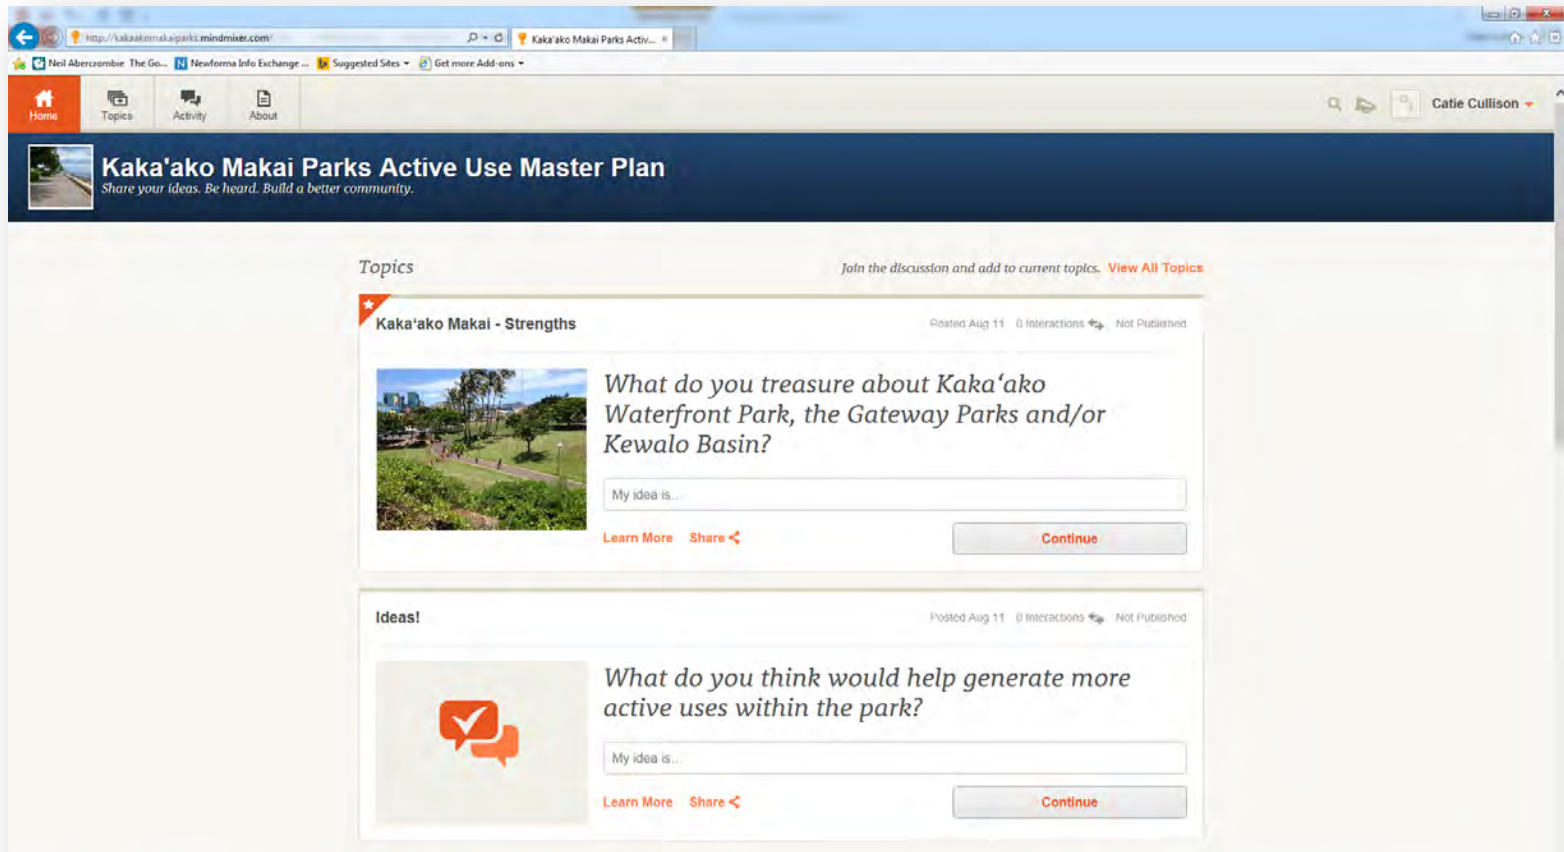 http://kakaakomakaiparks.mindmixer.com/
Kaka'ako Makai Parks Activ...
Neil Abercrombie The Go...
Newforma Info Exchange ...
Suggested Sites
Get more Add-ons
Home
Topics
Activity
About
Catie Cullison
Kaka'ako Makai Parks Active Use Master Plan
Share your ideas. Be heard. Build a better community.
Topics
Join the discussion and add to current topics. View All Topics
Kaka‘ako Makai - Strengths
Posted Aug 11 0 Interactions Not Published
What do you treasure about Kaka‘ako
Waterfront Park, the Gateway Parks and/or
Kewalo Basin?
My idea is...
Learn More Share
Continue
Ideas!
Posted Aug 11 0 Interactions Not Published
What do you think would help generate more
active uses within the park?
My idea is...
Learn More Share
Continue